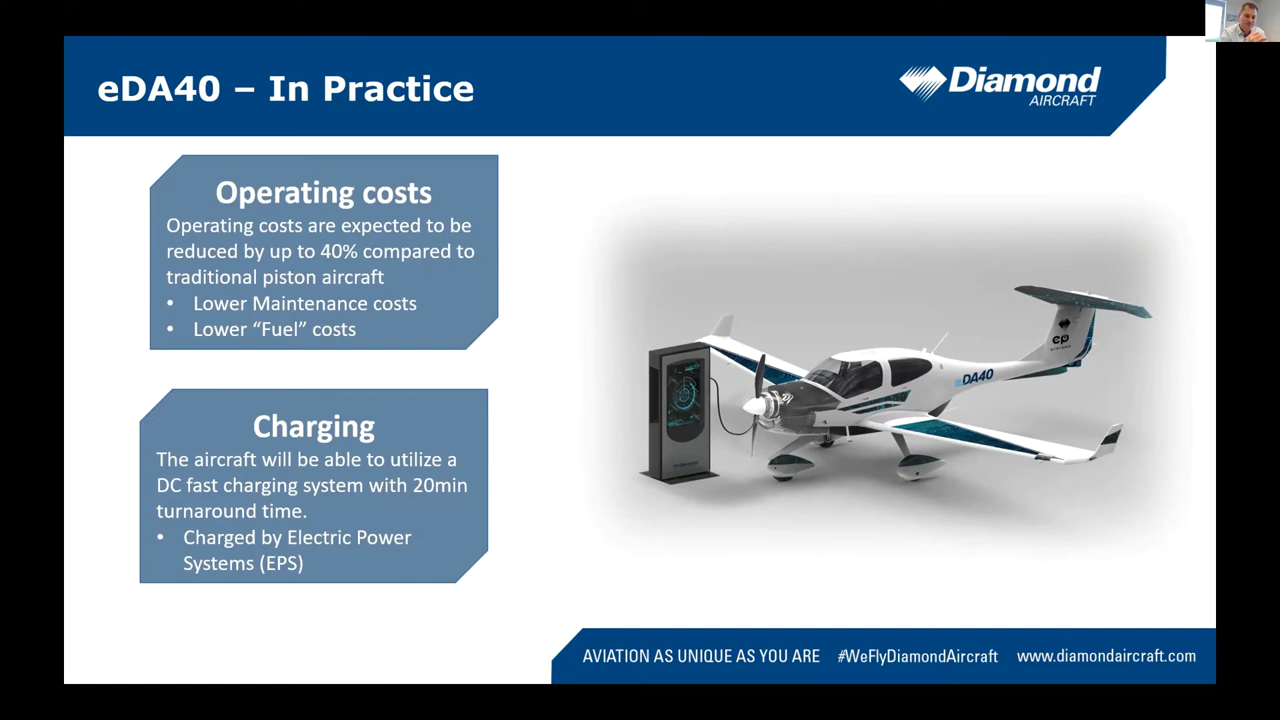 eDA40 – In Practice
Diamond
AIRCRAFT
Operating costs
Operating costs are expected to be
reduced by up to 40% compared to
traditional piston aircraft
• Lower Maintenance costs
• Lower “Fuel” costs
Charging
The aircraft will be able to utilize a
DC fast charging system with 20min
turnaround time.
• Charged by Electric Power
Systems (EPS)
ep
SYSTEMS
eDA40
AVIATION AS UNIQUE AS YOU ARE #WeFlyDiamondAircraft www.diamondaircraft.com